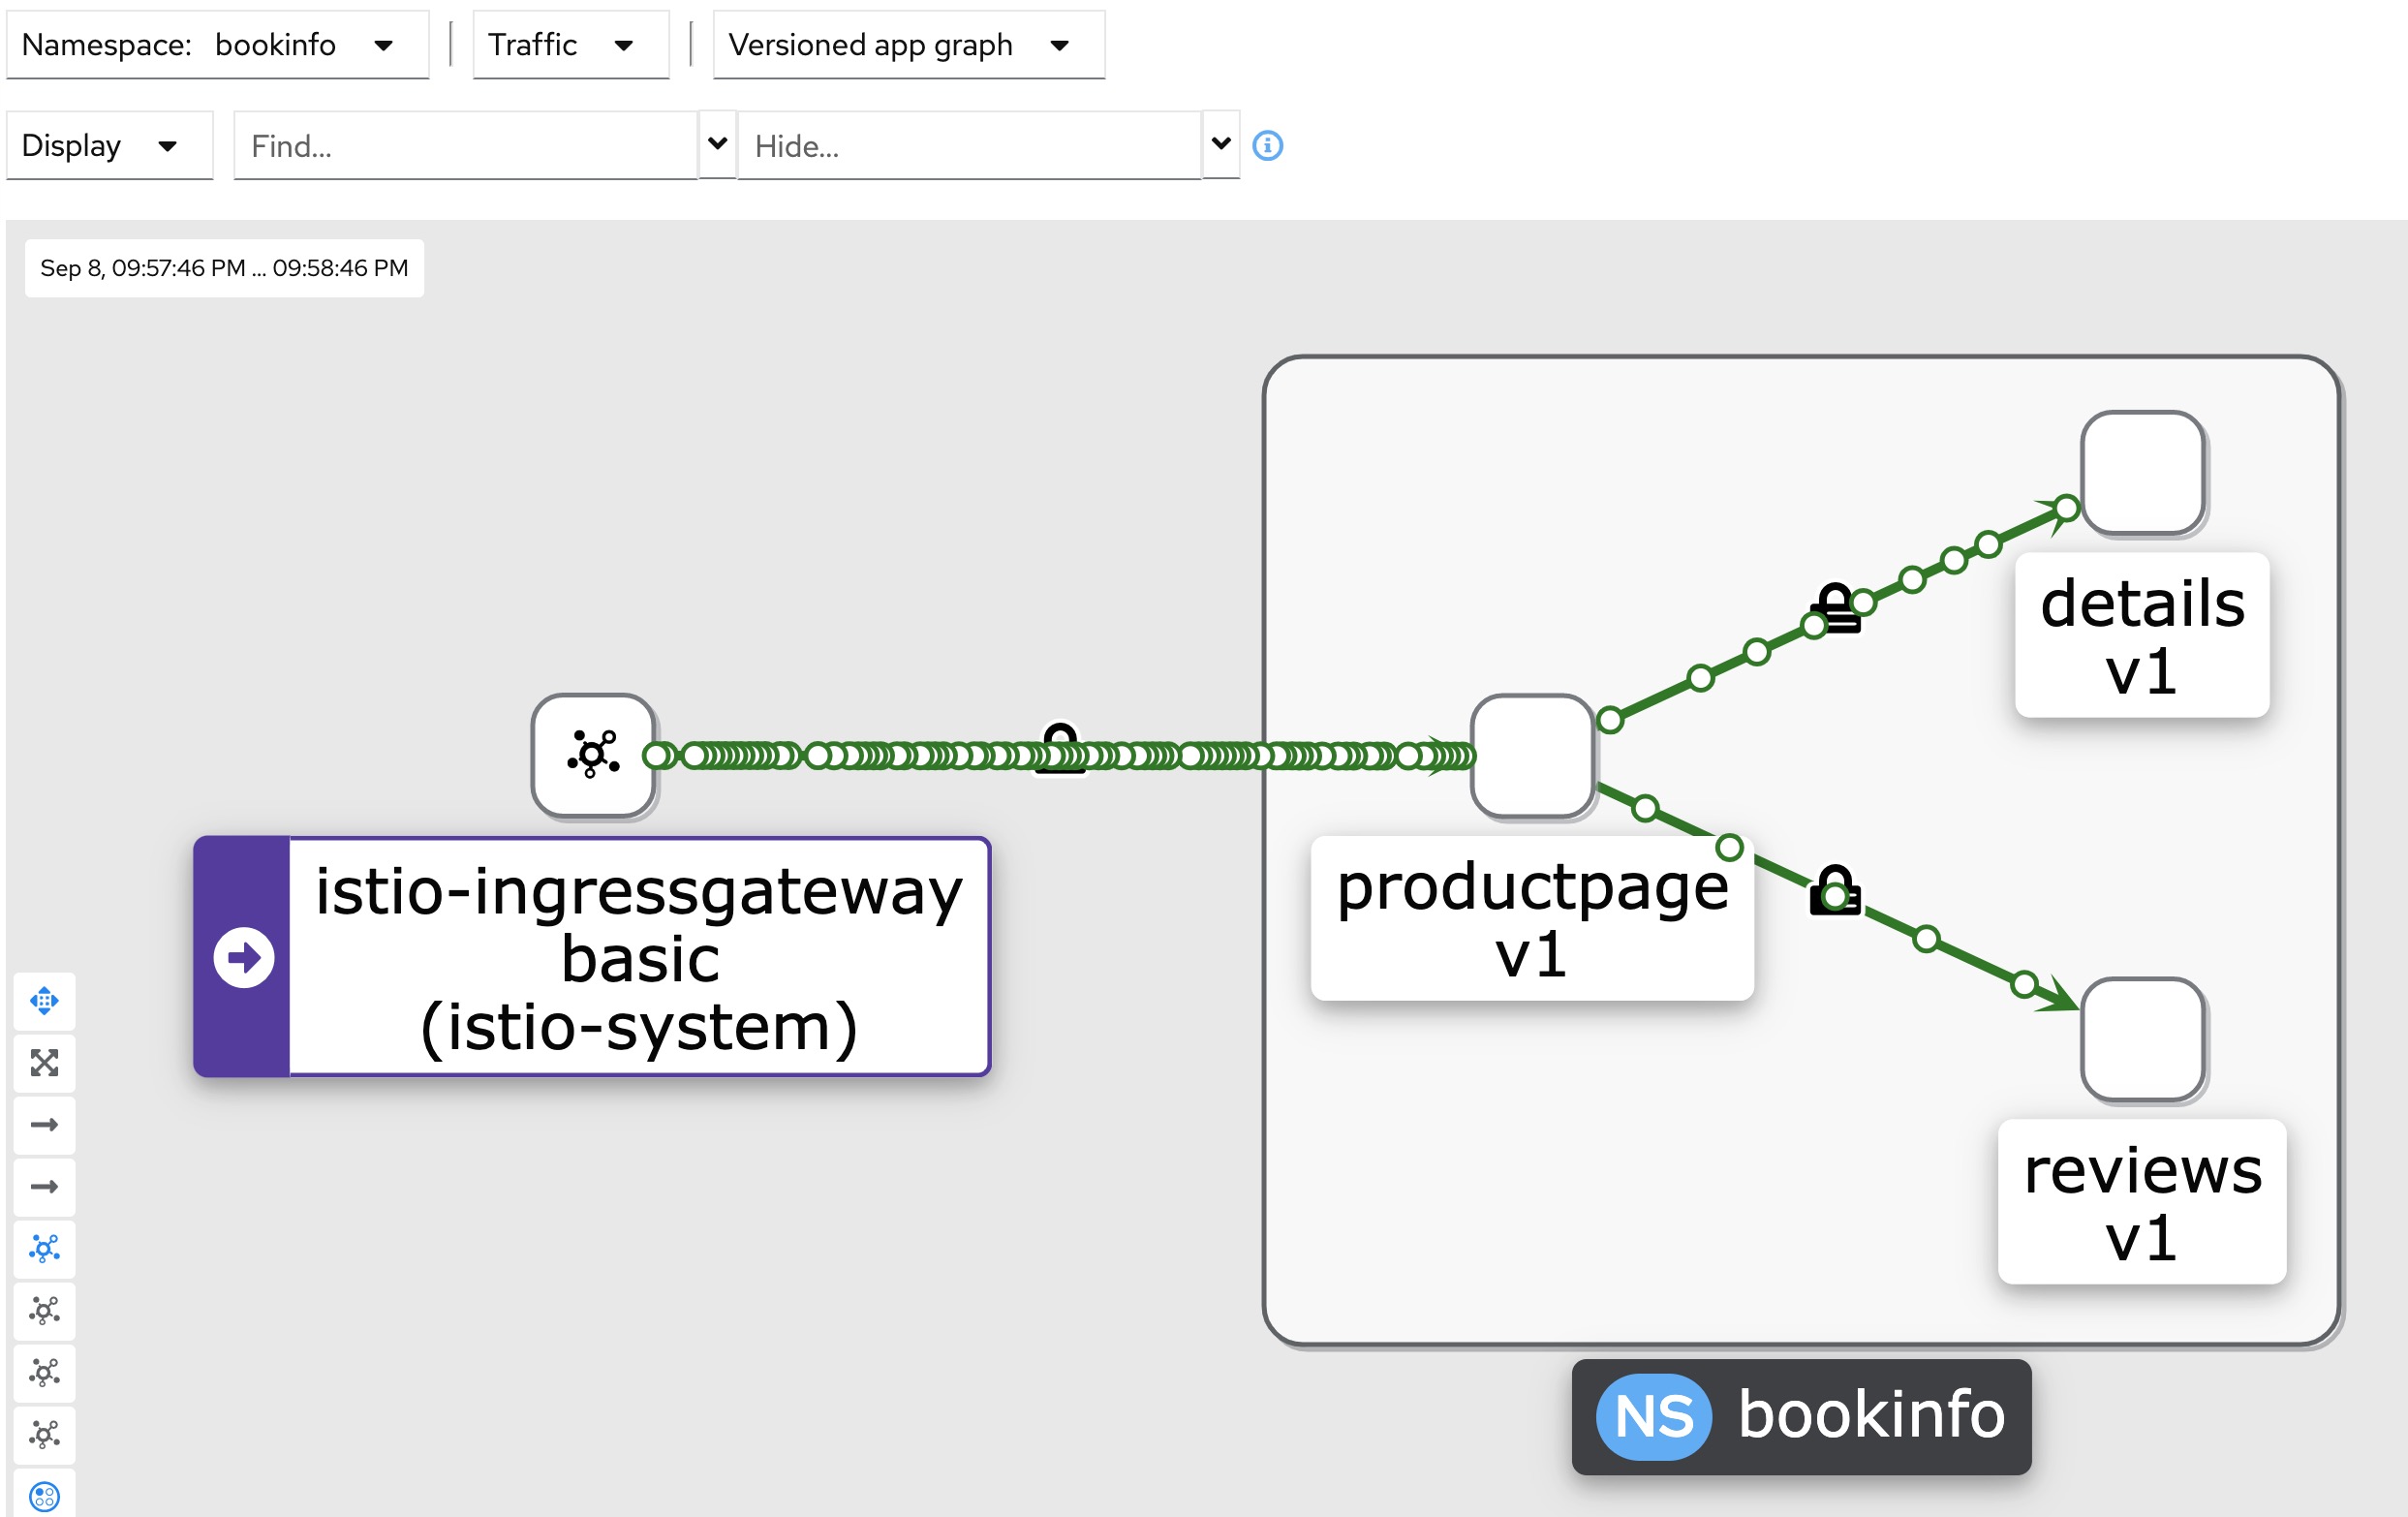 Namespace: bookinfo
Traffic
Versioned app graph
Display
Find...
Hide...
Sep 8, 09:57:46 PM ... 09:58:46 PM
details
v1
istio-ingressgateway
basic
(istio-system)
productpage
v1
reviews
v1
NS bookinfo